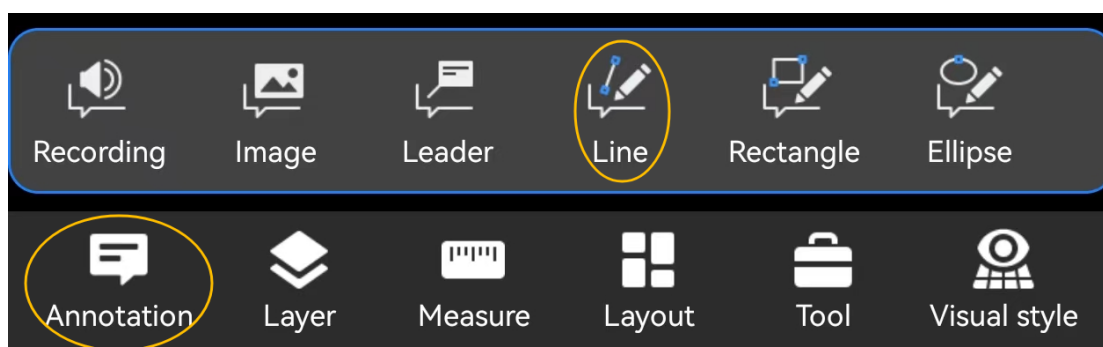 Recording Image Leader Line Rectangle Ellipse
Annotation Layer Measure Layout Tool Visual style